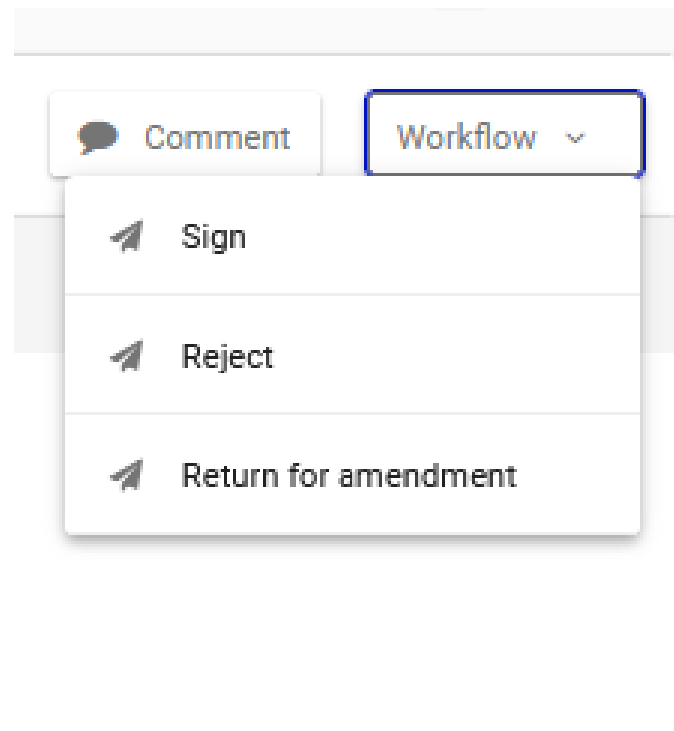 Comment
Workflow
Sign
Reject
Return for amendment